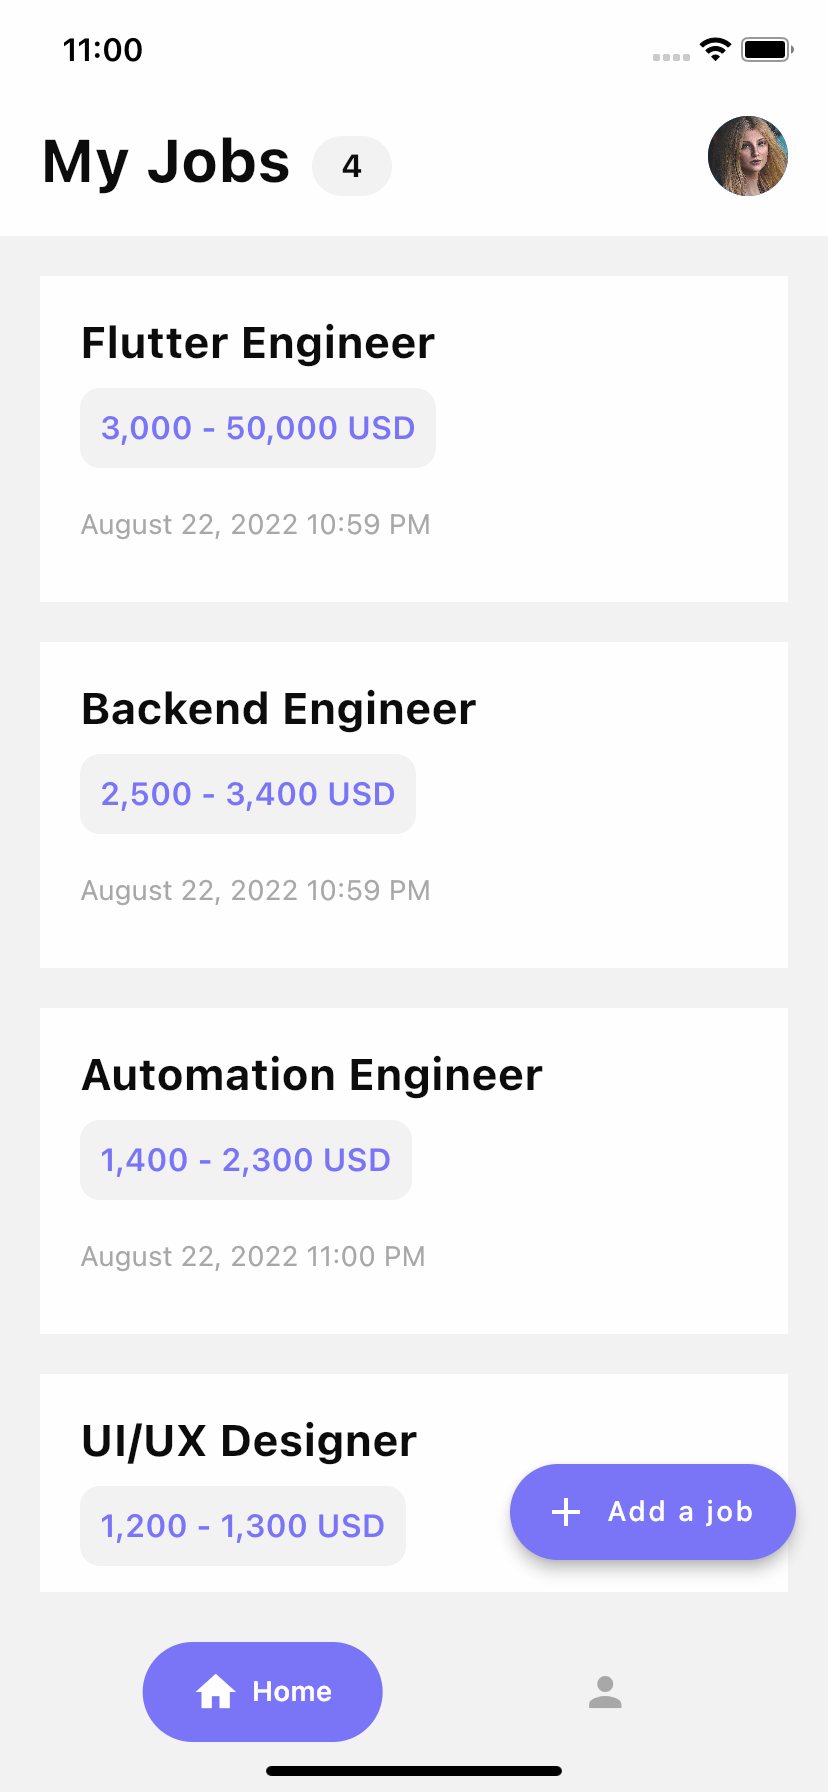 11:00
My Jobs 4
Flutter Engineer
3,000 - 50,000 USD
August 22, 2022 10:59 PM
Backend Engineer
2,500 - 3,400 USD
August 22, 2022 10:59 PM
Automation Engineer
1,400 - 2,300 USD
August 22, 2022 11:00 PM
UI/UX Designer
1,200 - 1,300 USD
Add a job
Home